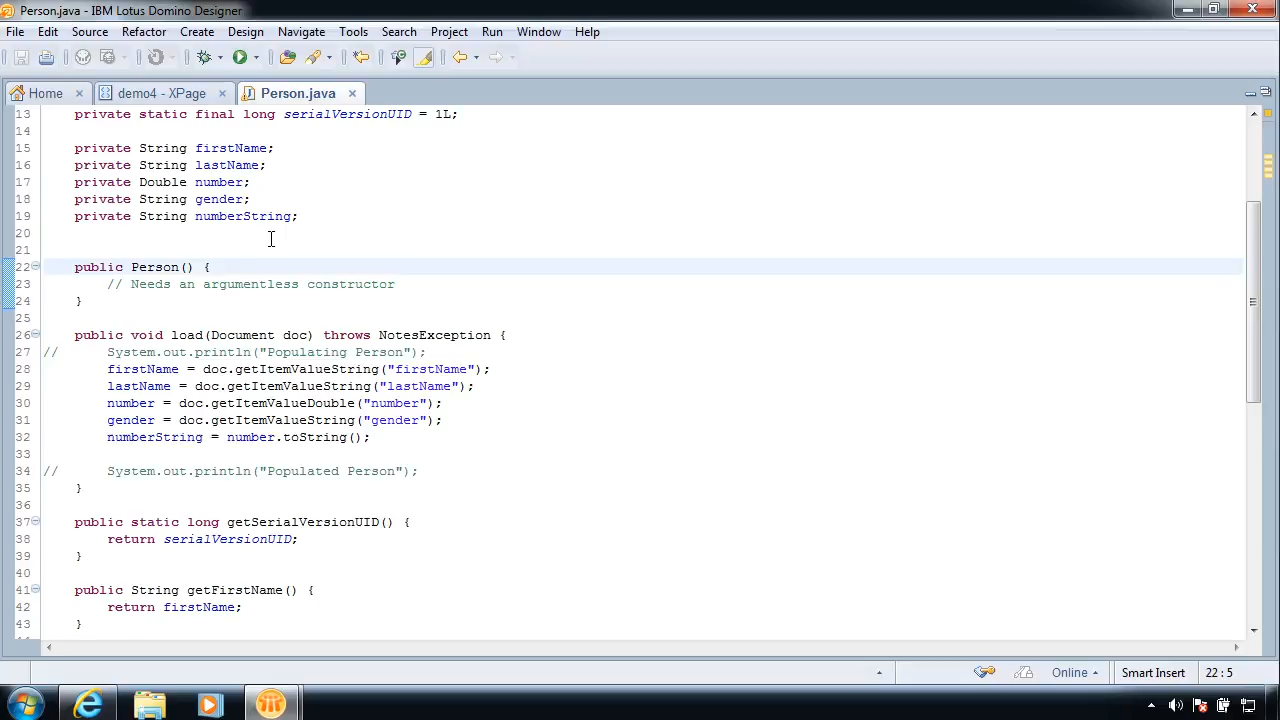 Person.java - IBM Lotus Domino Designer
File Edit Source Refactor Create Design Navigate Tools Search Project Run Window Help
Home demo4 - XPage Person.java
13 private static final long serialVersionUID = 1L;
14
15 private String firstName;
16 private String lastName;
17 private Double number;
18 private String gender;
19 private String numberString;
20
21
22 public Person() {
23 // Needs an argumentless constructor
24 }
25
26 public void load(Document doc) throws NotesException {
27 // System.out.println("Populating Person");
28 firstName = doc.getItemValueString("firstName");
29 lastName = doc.getItemValueString("lastName");
30 number = doc.getItemValueDouble("number");
31 gender = doc.getItemValueString("gender");
32 numberString = number.toString();
33
34 // System.out.println("Populated Person");
35 }
36
37 public static long getSerialVersionUID() {
38 return serialVersionUID;
39 }
40
41 public String getFirstName() {
42 return firstName;
43 }
Online Smart Insert 22 : 5